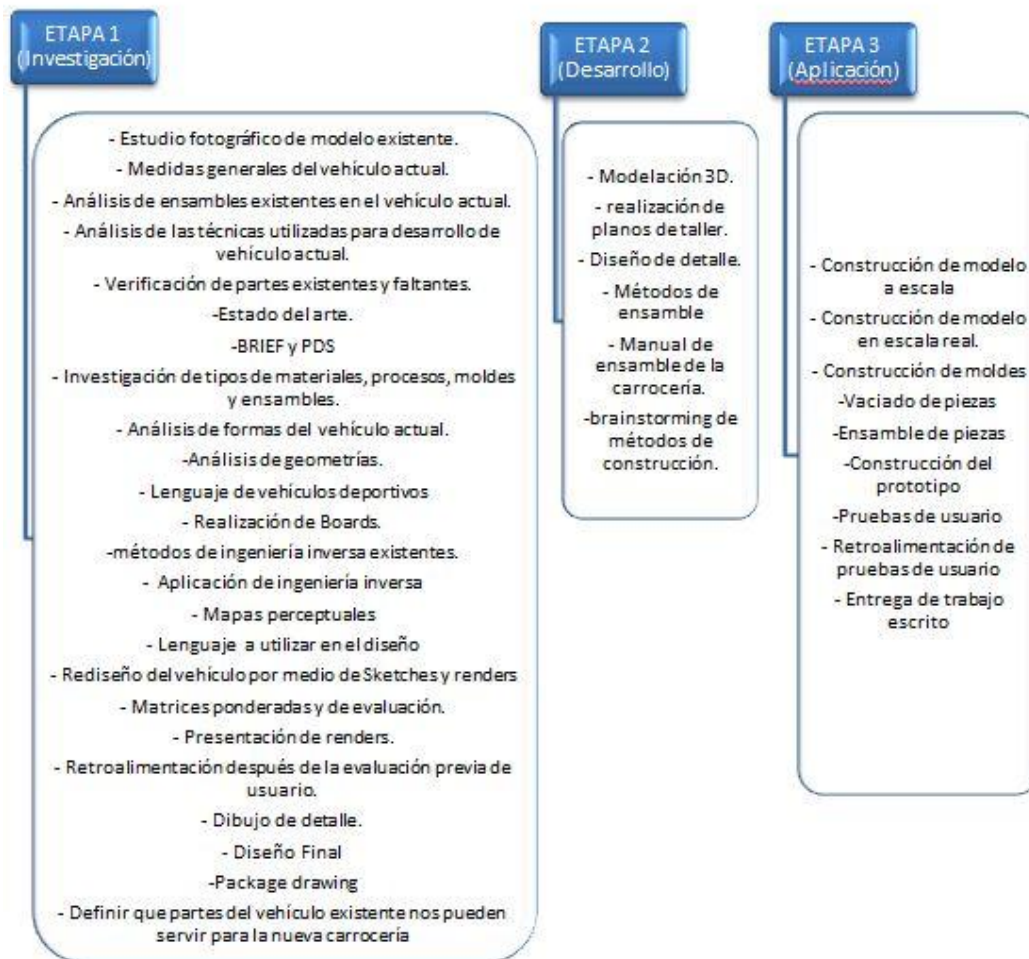 ETAPA 1
(Investigación)
- Estudio fotográfico de modelo existente.
- Medidas generales del vehículo actual.
- Análisis de ensambles existentes en el vehículo actual.
- Análisis de las técnicas utilizadas para desarrollo de
vehículo actual.
- Verificación de partes existentes y faltantes.
-Estado del arte.
-BRIEF y PDS
- Investigación de tipos de materiales, procesos, moldes
y ensambles.
- Análisis de formas del vehículo actual.
-Análisis de geometrías.
- Lenguaje de vehículos deportivos
- Realización de Boards.
-métodos de ingeniería inversa existentes.
- Aplicación de ingeniería inversa
- Mapas perceptuales
- Lenguaje a utilizar en el diseño
- Rediseño del vehículo por medio de Sketches y renders
- Matrices ponderadas y de evaluación.
- Presentación de renders.
- Retroalimentación después de la evaluación previa de
usuario.
- Dibujo de detalle.
- Diseño Final
-Package drawing
- Definir que partes del vehículo existente nos pueden
servir para la nueva carrocería
ETAPA 2
(Desarrollo)
- Modelación 3D.
- realización de
planos de taller.
- Diseño de detalle.
- Métodos de
ensamble
- Manual de
ensamble de la
carrocería.
-brainstorming de
métodos de
construcción.
ETAPA 3
(Aplicación)
- Construcción de modelo
a escala
- Construcción de modelo
en escala real.
- Construcción de moldes
-Vaciado de piezas
-Ensamble de piezas
-Construcción del
prototipo
-Pruebas de usuario
- Retroalimentación de
pruebas de usuario
- Entrega de trabajo
escrito